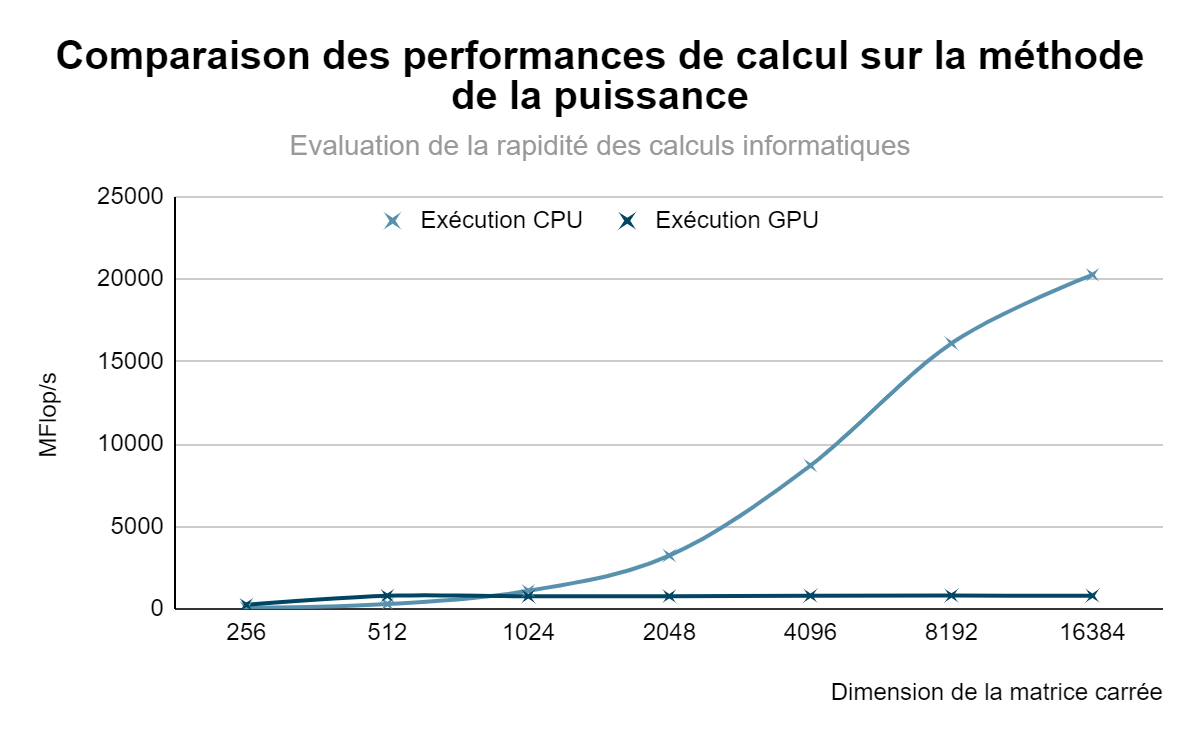 Comparaison des performances de calcul sur la méthode
de la puissance
Evaluation de la rapidité des calculs informatiques
25000
Exécution CPU
Exécution GPU
20000
15000
10000
5000
0
MFlop/s
256
512
1024
2048
4096
8192
16384
Dimension de la matrice carrée